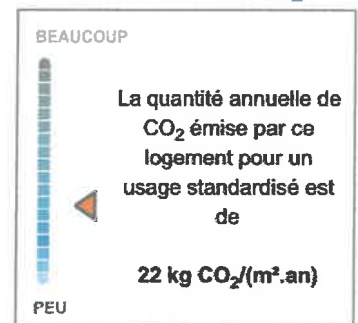 BEAUCOUP
La quantité annuelle de
CO₂ émise par ce
logement pour un
usage standardisé est
de
22 kg CO₂/(m².an)
PEU